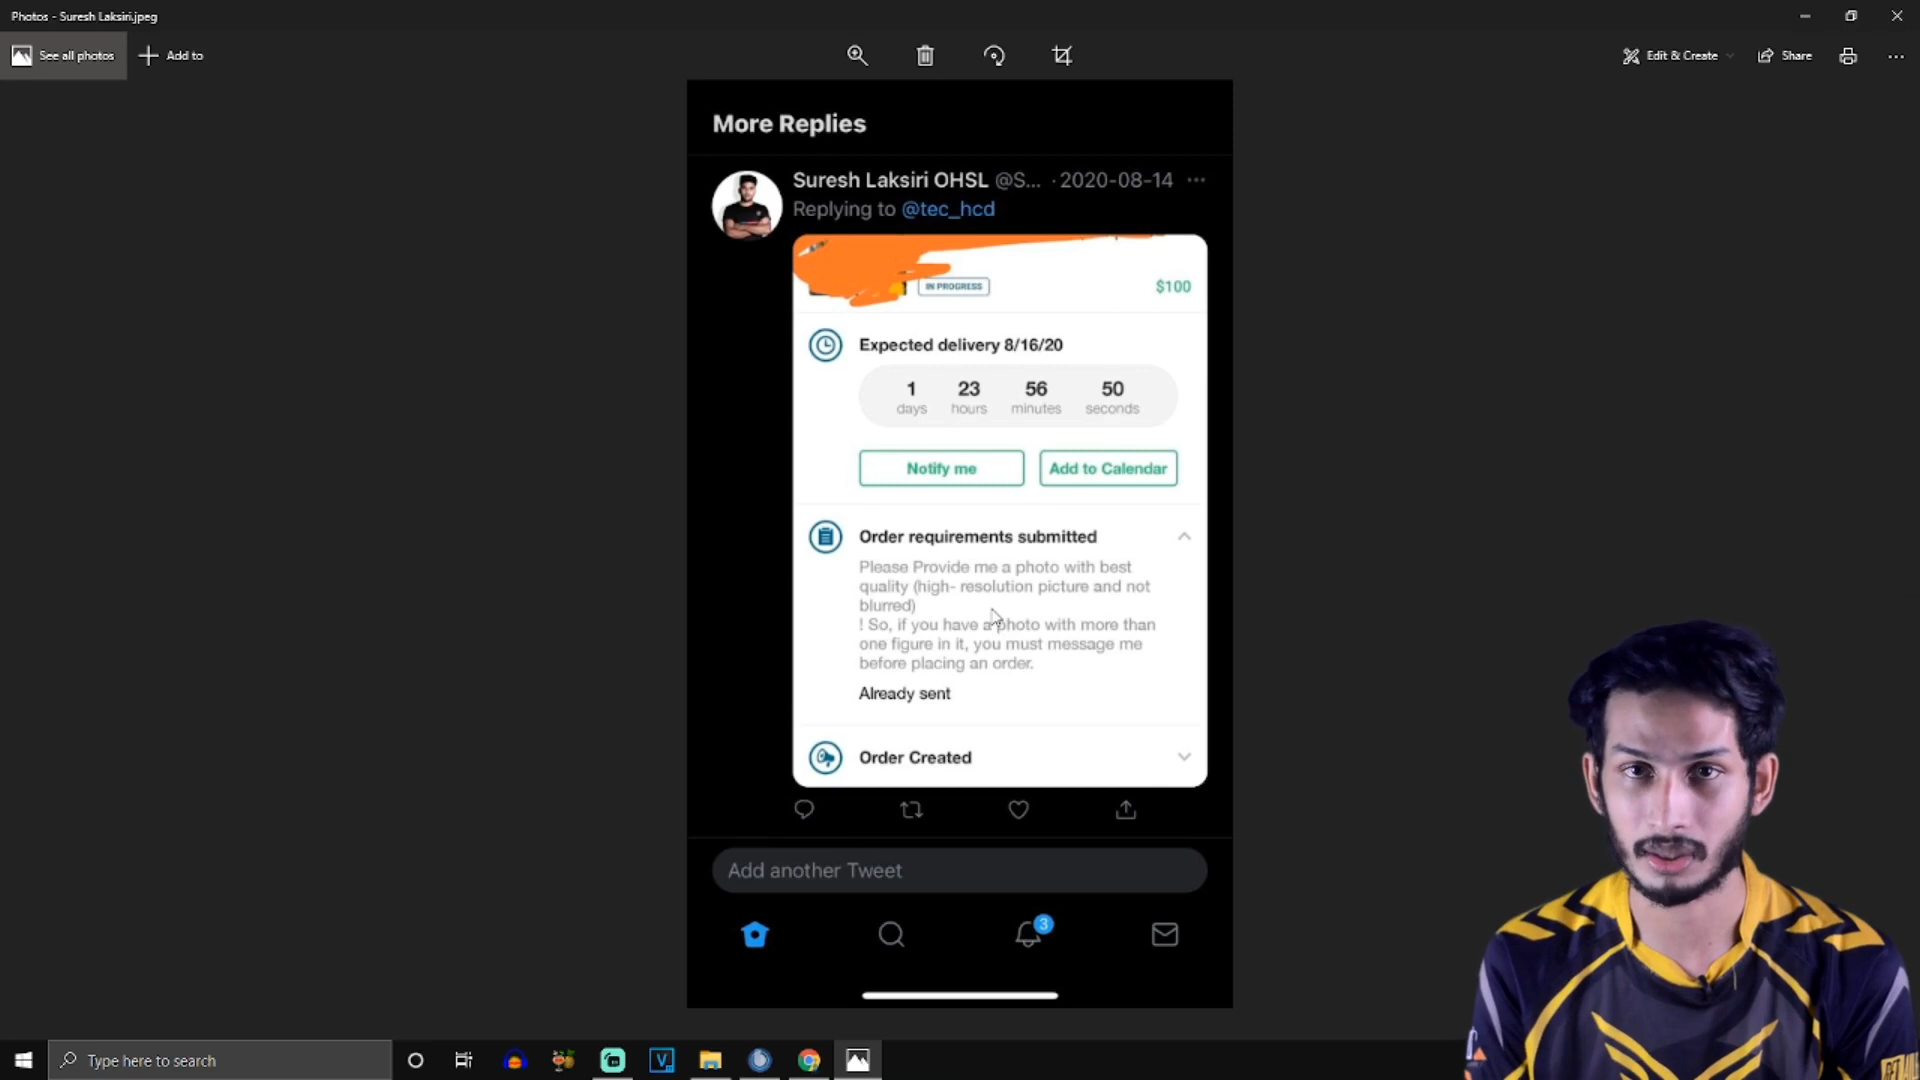 Photos - Suresh Laksiri.jpeg
See all photos
Add to
Edit & Create
Share
More Replies
Suresh Laksiri OHSL @S... · 2020-08-14
Replying to @tec_hcd
IN PROGRESS
$100
Expected delivery 8/16/20
1 23 56 50
days hours minutes seconds
Notify me
Add to Calendar
Order requirements submitted
Please Provide me a photo with best
quality (high- resolution picture and not
blurred)
! So, if you have a photo with more than
one figure in it, you must message me
before placing an order.
Already sent
Order Created
Add another Tweet
3
Type here to search